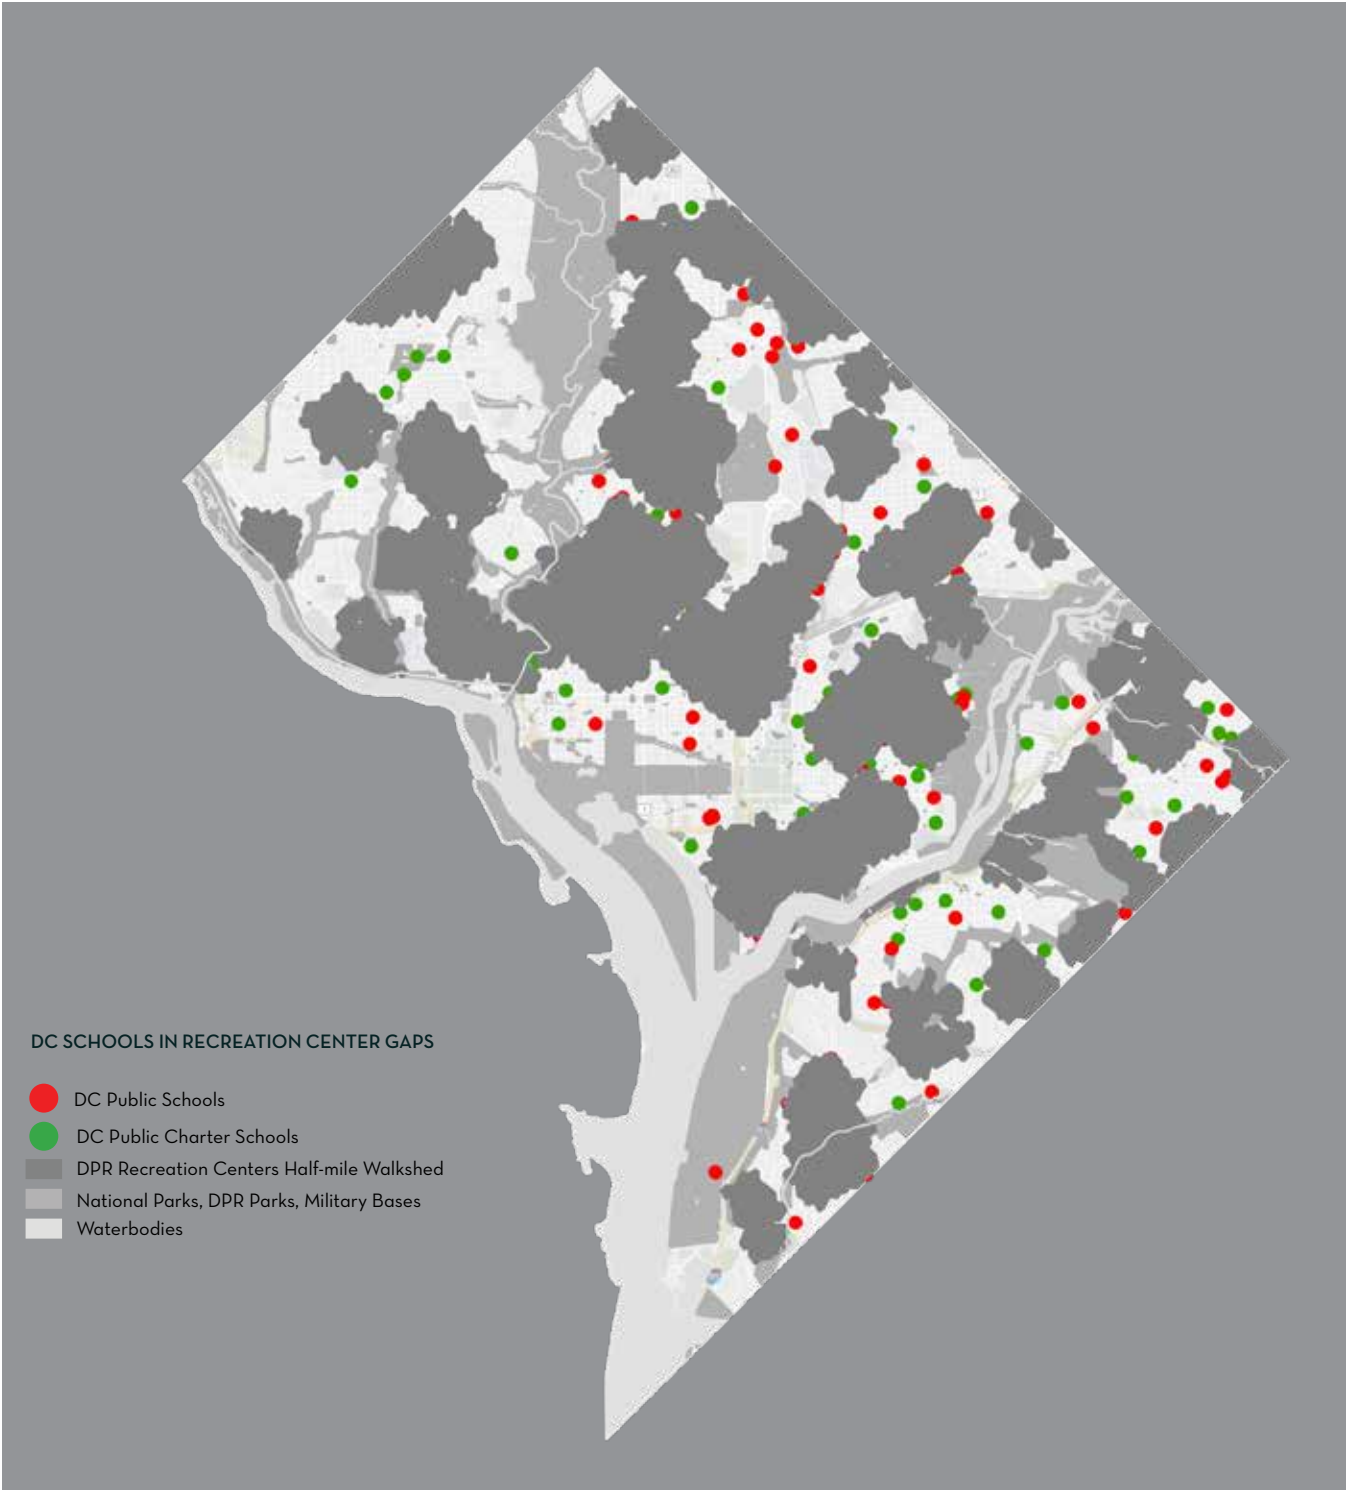 DC SCHOOLS IN RECREATION CENTER GAPS
DC Public Schools
DC Public Charter Schools
DPR Recreation Centers Half-mile Walkshed
National Parks, DPR Parks, Military Bases
Waterbodies